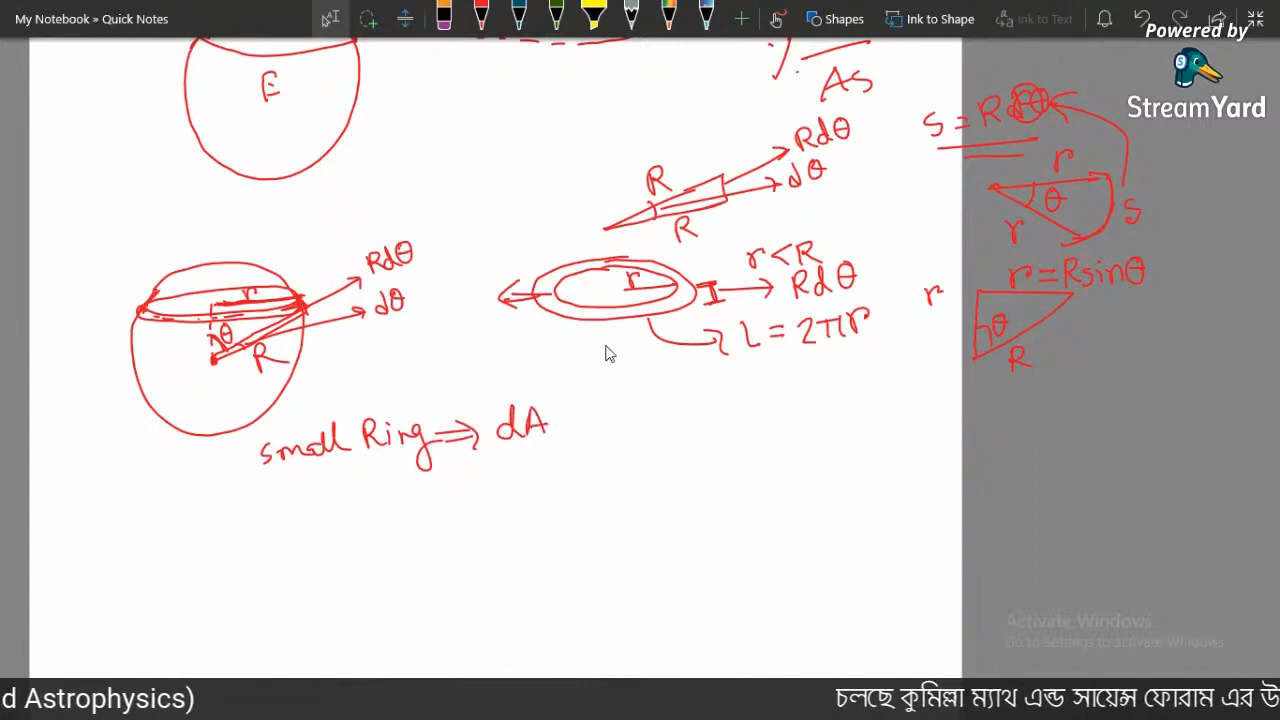 My Notebook » Quick Notes
Shapes
Ink to Shape
Ink to Text
Powered by
StreamYard
E
As
S = Rdθ
r
θ
S
r
Rdθ
dθ
R
R
Rdθ
dθ
r
θ
R
r < R
Rdθ
r
L = 2πr
r = R sinθ
r
θ
R
small Ring ⇒ dA
Activate Windows
Go to Settings to activate Windows.
d Astrophysics)
চলছে কুমিল্লা ম্যাথ এন্ড সায়েন্স ফোরাম এর উ